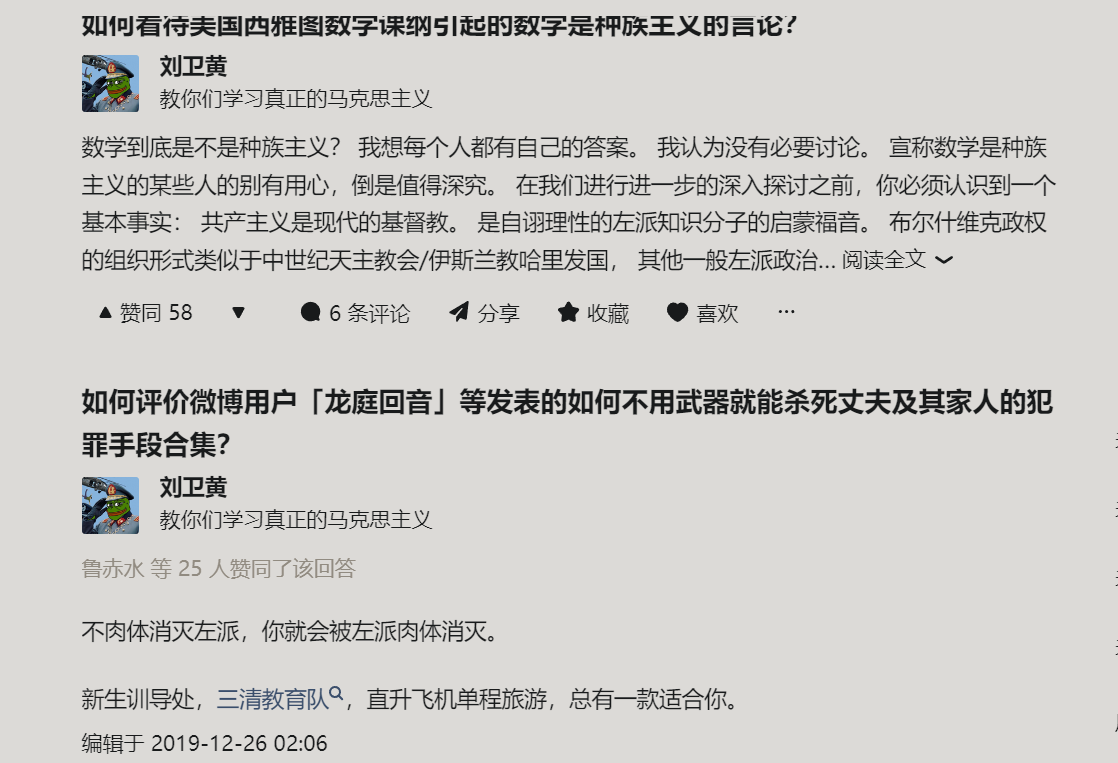 如何看待美国西雅图数学课纲引起的数学是种族主义的言论?
刘卫黄
教你们学习真正的马克思主义
数学到底是不是种族主义？ 我想每个人都有自己的答案。 我认为没有必要讨论。 宣称数学是种族
主义的某些人的别有用心，倒是值得深究。 在我们进行进一步的深入探讨之前，你必须认识到一个
基本事实： 共产主义是现代的基督教。 是自诩理性的左派知识分子的启蒙福音。 布尔什维克政权
的组织形式类似于中世纪天主教会/伊斯兰教哈里发国， 其他一般左派政治... 阅读全文
赞同 58 6 条评论 分享 收藏 喜欢 ···
如何评价微博用户「龙庭回音」等发表的如何不用武器就能杀死丈夫及其家人的犯
罪手段合集?
刘卫黄
教你们学习真正的马克思主义
鲁赤水 等 25 人赞同了该回答
不肉体消灭左派，你就会被左派肉体消灭。
新生训导处，三清教育队，直升飞机单程旅游，总有一款适合你。
编辑于 2019-12-26 02:06